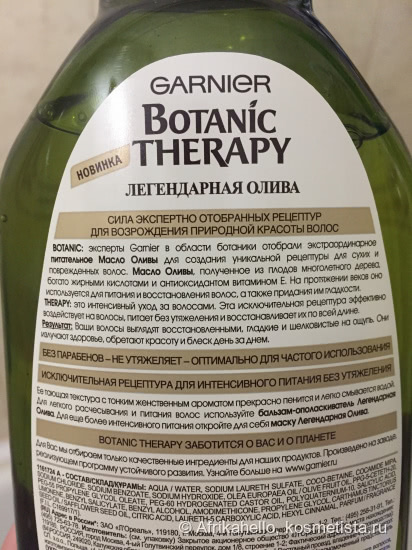 GARNIER
BOTANIC
THERAPY
НОВИНКА
ЛЕГЕНДАРНАЯ ОЛИВА
СИЛА ЭКСПЕРТНО ОТОБРАННЫХ РЕЦЕПТУР
ДЛЯ ВОЗРОЖДЕНИЯ ПРИРОДНОЙ КРАСОТЫ ВОЛОС
BOTANIC: эксперты Garnier в области ботаники отобрали экстраординарное
питательное Масло Оливы для создания уникальной рецептуры для сухих и
поврежденных волос. Масло Оливы, полученное из плодов многолетнего дерева,
богато жирными кислотами и антиоксидантом витамином Е. На протяжении веков оно
используется для питания и восстановления волос, а также придания им гладкости.
THERAPY: это интенсивный уход за волосами. Эта исключительная рецептура эффективно
воздействует на волосы, питает без утяжеления и восстанавливает их по всей длине.
Результат: Ваши волосы выглядят восстановленными, гладкие и шелковистые на ощупь. Они
излучают здоровье, обретают красоту и блеск день за днем.
БЕЗ ПАРАБЕНОВ – НЕ УТЯЖЕЛЯЕТ – ОПТИМАЛЬНО ДЛЯ ЧАСТОГО ИСПОЛЬЗОВАНИЯ
ИСКЛЮЧИТЕЛЬНАЯ РЕЦЕПТУРА ДЛЯ ИНТЕНСИВНОГО ПИТАНИЯ БЕЗ УТЯЖЕЛЕНИЯ
Ее тающая текстура с тонким женственным ароматом прекрасно пенится и легко смывается водой.
Для легкого расчесывания и питания волос используйте бальзам-ополаскиватель Легендарная
Олива. Для еще более интенсивного питания откройте для себя маску Легендарная Олива.
BOTANIC THERAPY ЗАБОТИТСЯ О ВАС И О ПЛАНЕТЕ
Для Вас мы отбираем только качественные ингредиенты для наших продуктов. Произведено на заводе,
реализующем программу устойчивого развития. Узнайте больше на www.garnier.ru
AQUA / WATER, SODIUM LAURETH SULFATE, COCO-BETAINE,
SODIUM CHLORIDE, SODIUM BENZOATE, SODIUM HYDROXIDE, OLEA EUROPAEA OIL / OLIVE FRUIT OIL,
© Afrikanello, kosmetista.ru